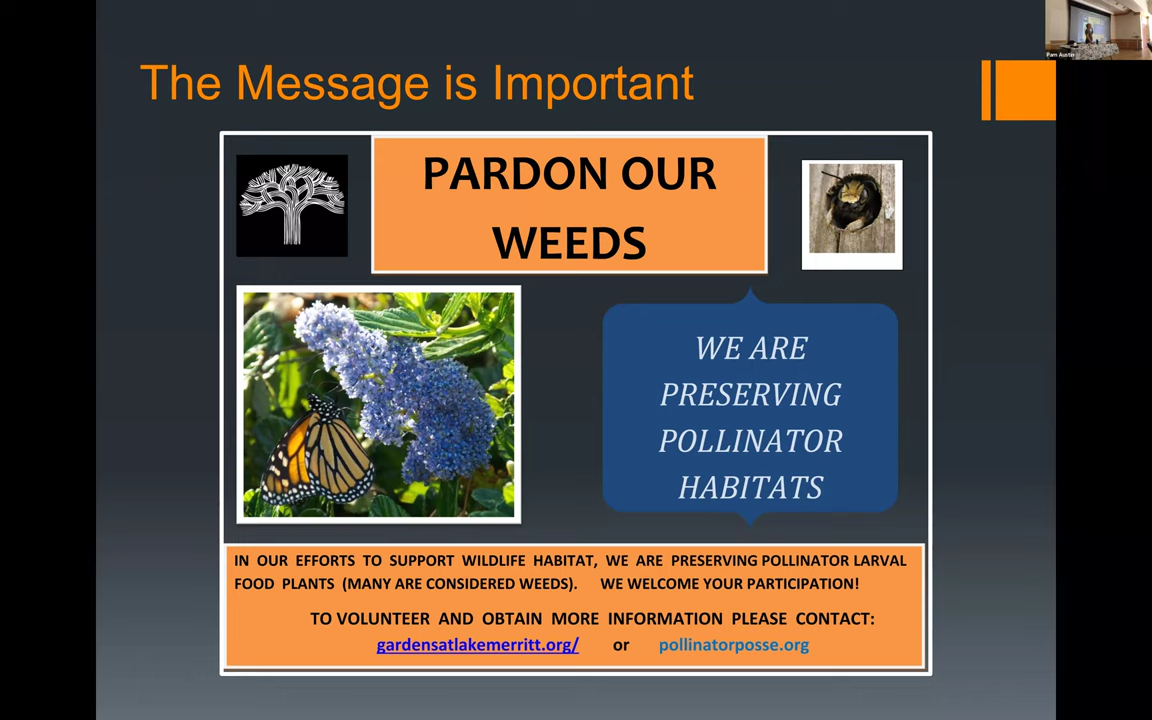 The Message is Important
PARDON OUR
WEEDS
WE ARE
PRESERVING
POLLINATOR
HABITATS
IN OUR EFFORTS TO SUPPORT WILDLIFE HABITAT, WE ARE PRESERVING POLLINATOR LARVAL
FOOD PLANTS (MANY ARE CONSIDERED WEEDS). WE WELCOME YOUR PARTICIPATION!
TO VOLUNTEER AND OBTAIN MORE INFORMATION PLEASE CONTACT:
gardensatlakemerritt.org/ or pollinatorposse.org
Pam Austin